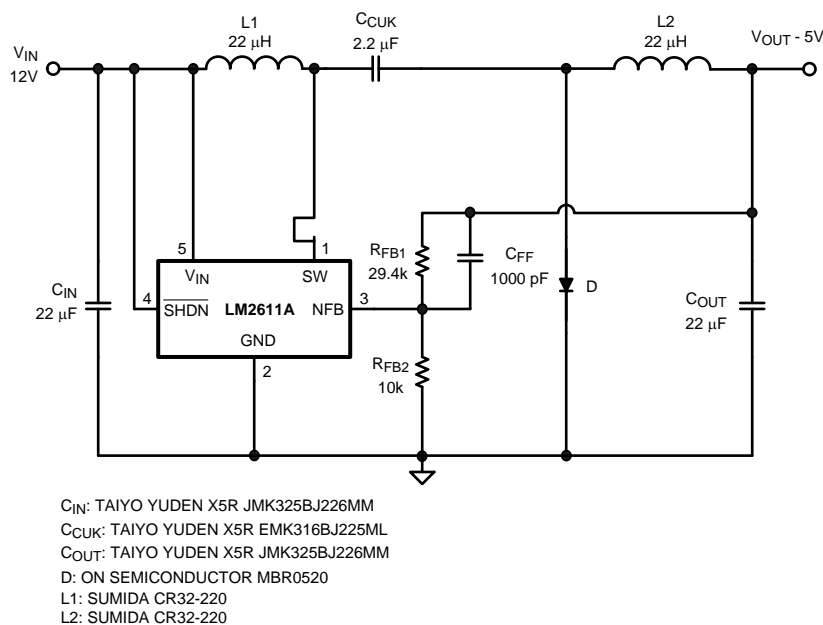 L1
22 μH
CCUK
2.2 μF
L2
22 μH
VOUT - 5V
VIN
12V
5
VIN
1
SW
RFB1
29.4k
CFF
1000 pF
D
CIN
22 μF
4
SHDN
LM2611A
NFB
3
COUT
22 μF
GND
2
RFB2
10k
CIN: TAIYO YUDEN X5R JMK325BJ226MM
CCUK: TAIYO YUDEN X5R EMK316BJ225ML
COUT: TAIYO YUDEN X5R JMK325BJ226MM
D: ON SEMICONDUCTOR MBR0520
L1: SUMIDA CR32-220
L2: SUMIDA CR32-220